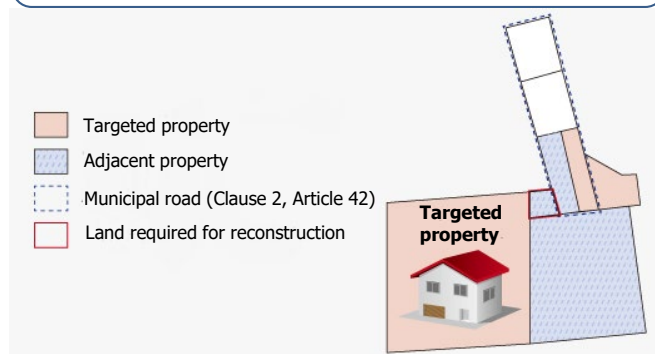 Targeted property
Adjacent property
Municipal road (Clause 2, Article 42)
Land required for reconstruction
Targeted
property